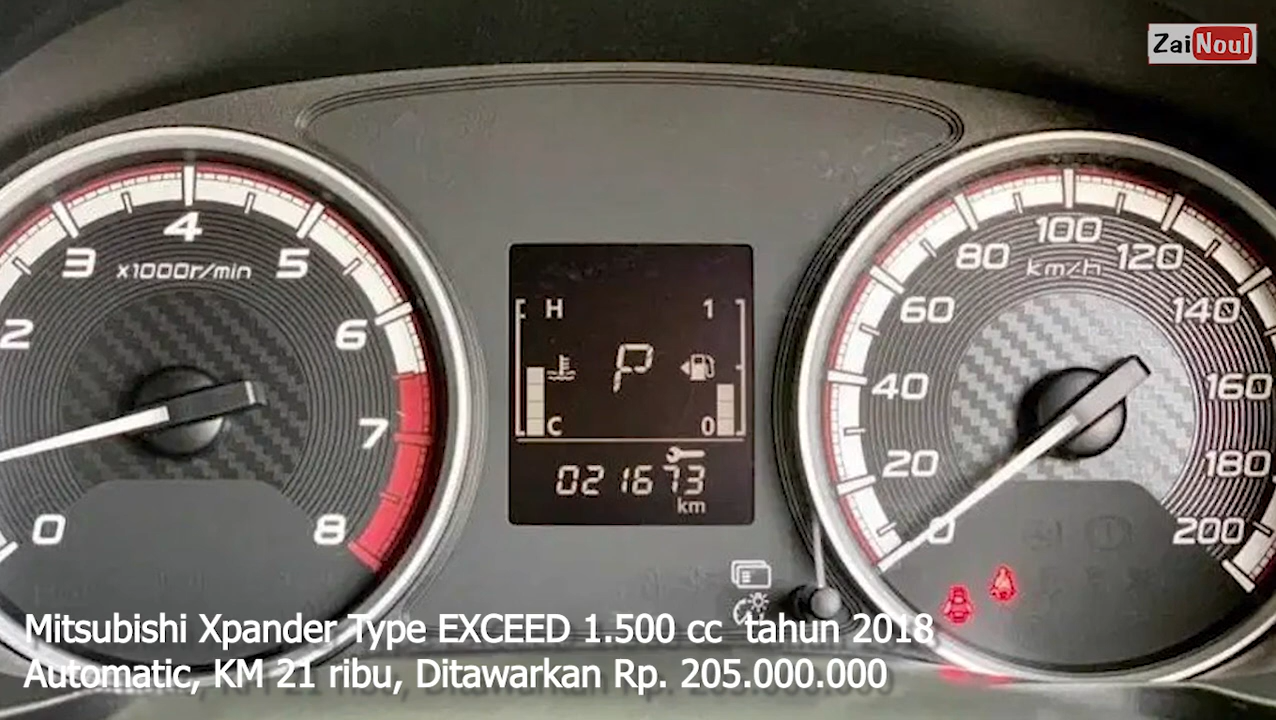 ZaiNoul
3
4
5
x1000r/min
2
6
7
0
8
H
1
P
C
0
021673
km
80
100
120
km/h
60
140
40
160
20
180
0
200
Mitsubishi Xpander Type EXCEED 1.500 cc tahun 2018
Automatic, KM 21 ribu, Ditawarkan Rp. 205.000.000